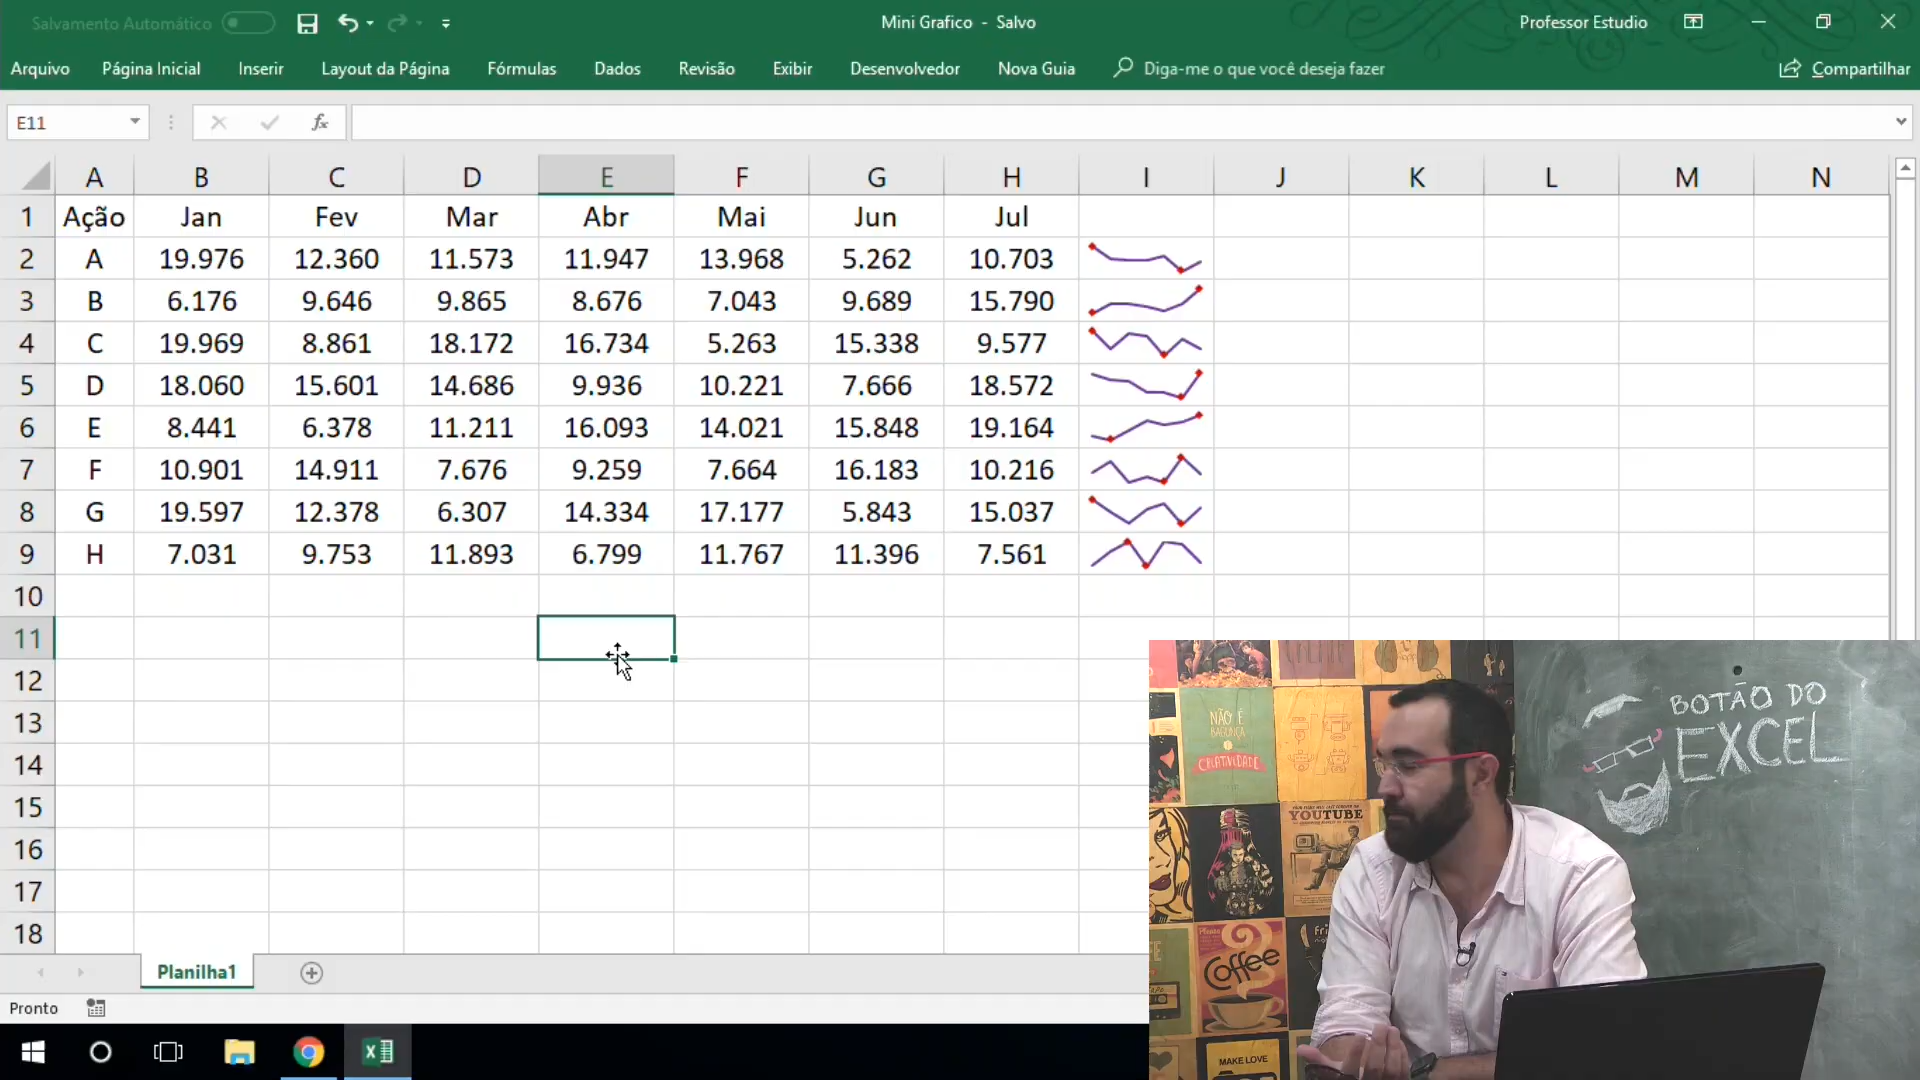 Salvamento Automático
Mini Grafico - Salvo
Professor Estudio
Arquivo Página Inicial Inserir Layout da Página Fórmulas Dados Revisão Exibir Desenvolvedor Nova Guia Diga-me o que você deseja fazer Compartilhar
E11 fx
A B C D E F G H I J K L M N
1 Ação Jan Fev Mar Abr Mai Jun Jul
2 A 19.976 12.360 11.573 11.947 13.968 5.262 10.703
3 B 6.176 9.646 9.865 8.676 7.043 9.689 15.790
4 C 19.969 8.861 18.172 16.734 5.263 15.338 9.577
5 D 18.060 15.601 14.686 9.936 10.221 7.666 18.572
6 E 8.441 6.378 11.211 16.093 14.021 15.848 19.164
7 F 10.901 14.911 7.676 9.259 7.664 16.183 10.216
8 G 19.597 12.378 6.307 14.334 17.177 5.843 15.037
9 H 7.031 9.753 11.893 6.799 11.767 11.396 7.561
10
11
12
13
14
15
16
17
18
NÃO É
BAGUNÇA
É
CRIATIVIDADE
YOUTUBE
Coffee
MAKE LOVE
BOTÃO DO
EXCEL
Planilha1
Pronto